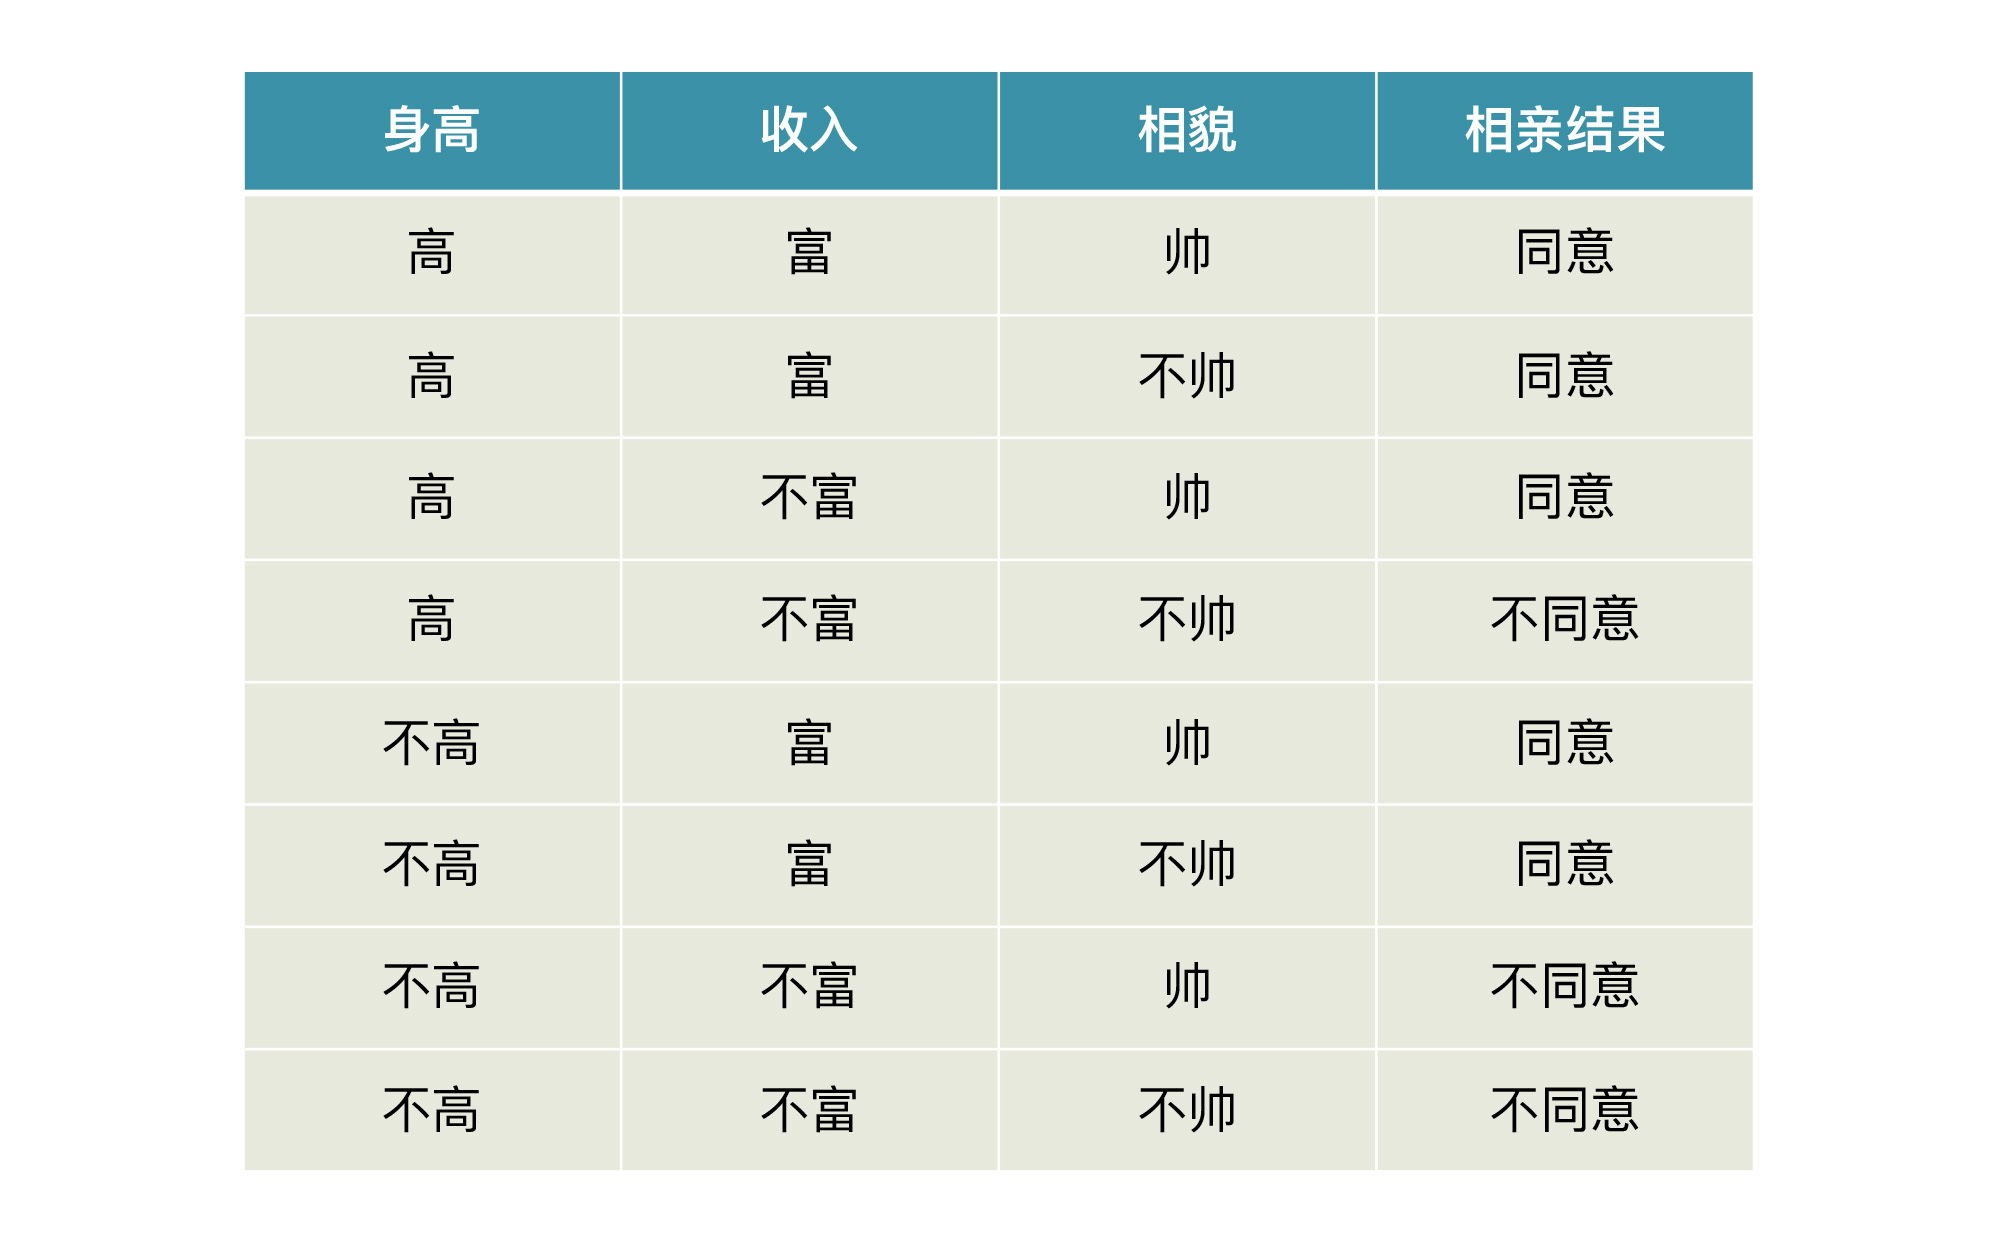 身高 收入 相貌 相亲结果
高 富 帅 同意
高 富 不帅 同意
高 不富 帅 同意
高 不富 不帅 不同意
不高 富 帅 同意
不高 富 不帅 同意
不高 不富 帅 不同意
不高 不富 不帅 不同意